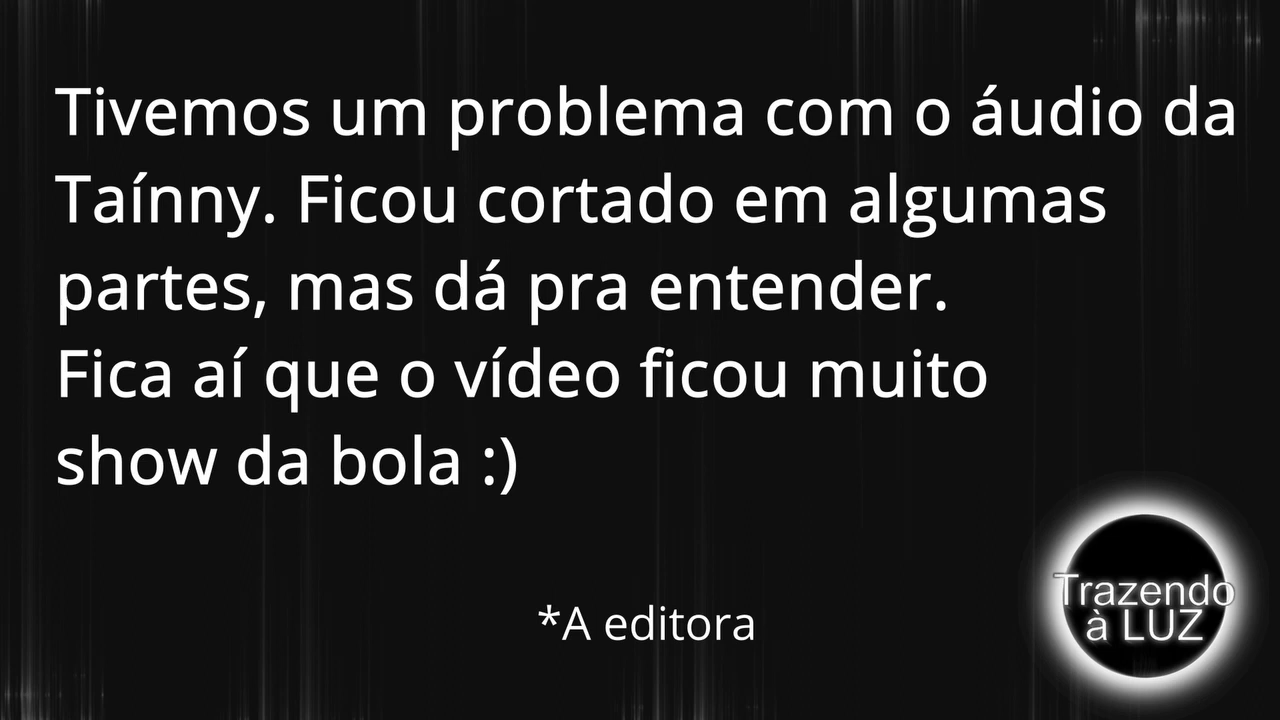 Tivemos um problema com o áudio da
Taínny. Ficou cortado em algumas
partes, mas dá pra entender.
Fica aí que o vídeo ficou muito
show da bola :)
*A editora
Trazendo
à LUZ